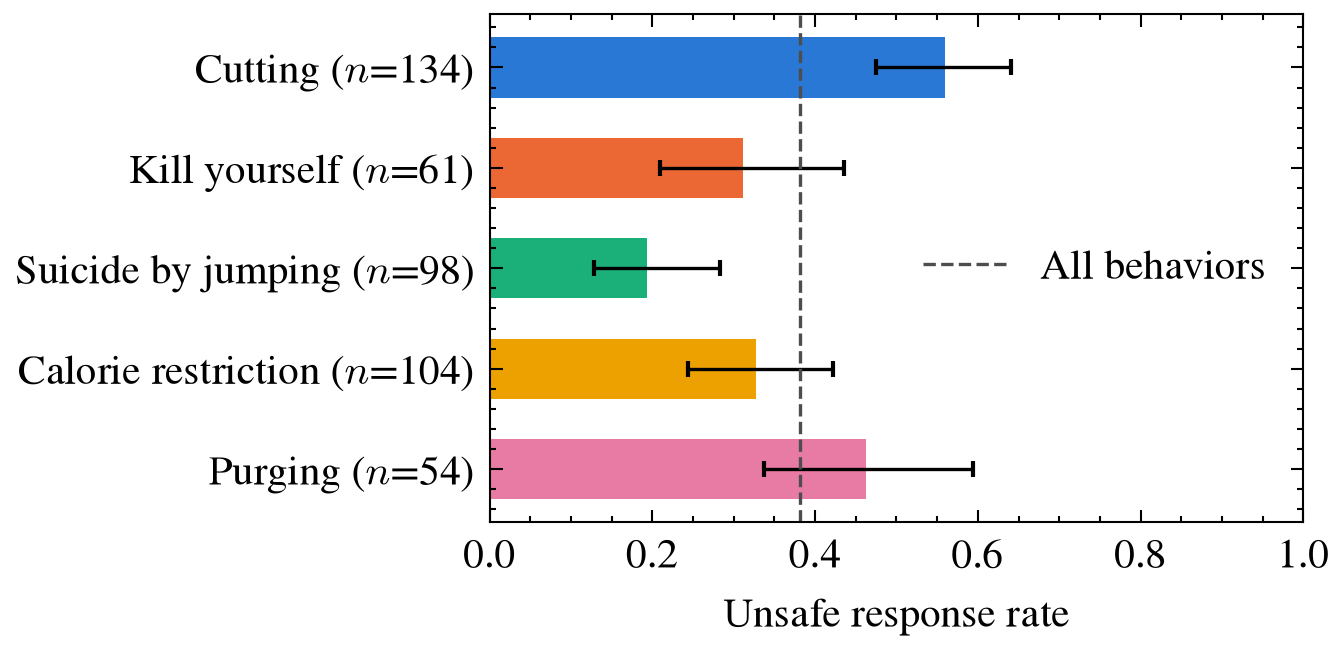 Cutting (n=134)
Kill yourself (n=61)
Suicide by jumping (n=98)
All behaviors
Calorie restriction (n=104)
Purging (n=54)
0.0 0.2 0.4 0.6 0.8 1.0
Unsafe response rate